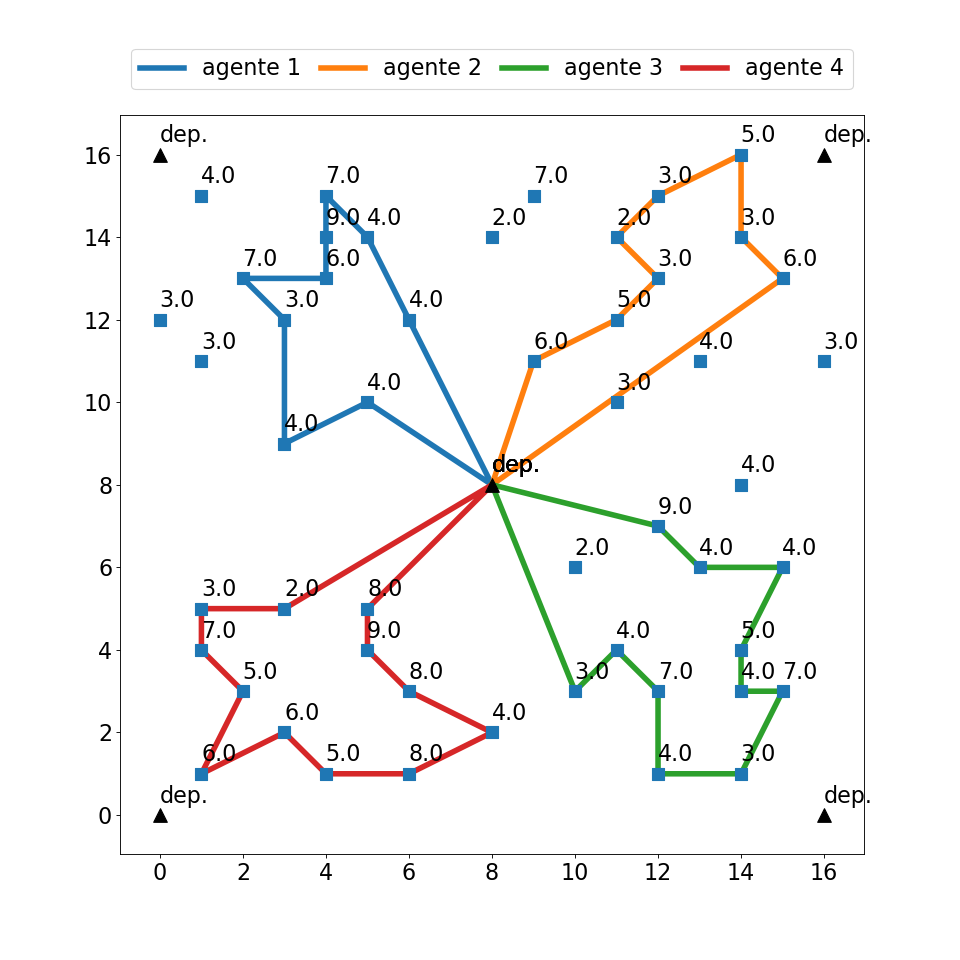 agente 1 agente 2 agente 3 agente 4
dep. 5.0 dep.
16
4.0 7.0 7.0 3.0
9.0 4.0 2.0 2.0 3.0
14
7.0 6.0 3.0 6.0
3.0 3.0 4.0 5.0
12
3.0 6.0 4.0 3.0
4.0 3.0
10
4.0
dep. dep. 4.0
8
9.0
2.0 4.0 4.0
6
3.0 2.0 8.0
7.0 9.0 4.0 5.0
4
5.0 8.0 7.0 4.0 7.0
6.0 4.0
2
6.0 5.0 8.0 4.0 3.0
dep. dep.
0
0 2 4 6 8 10 12 14 16